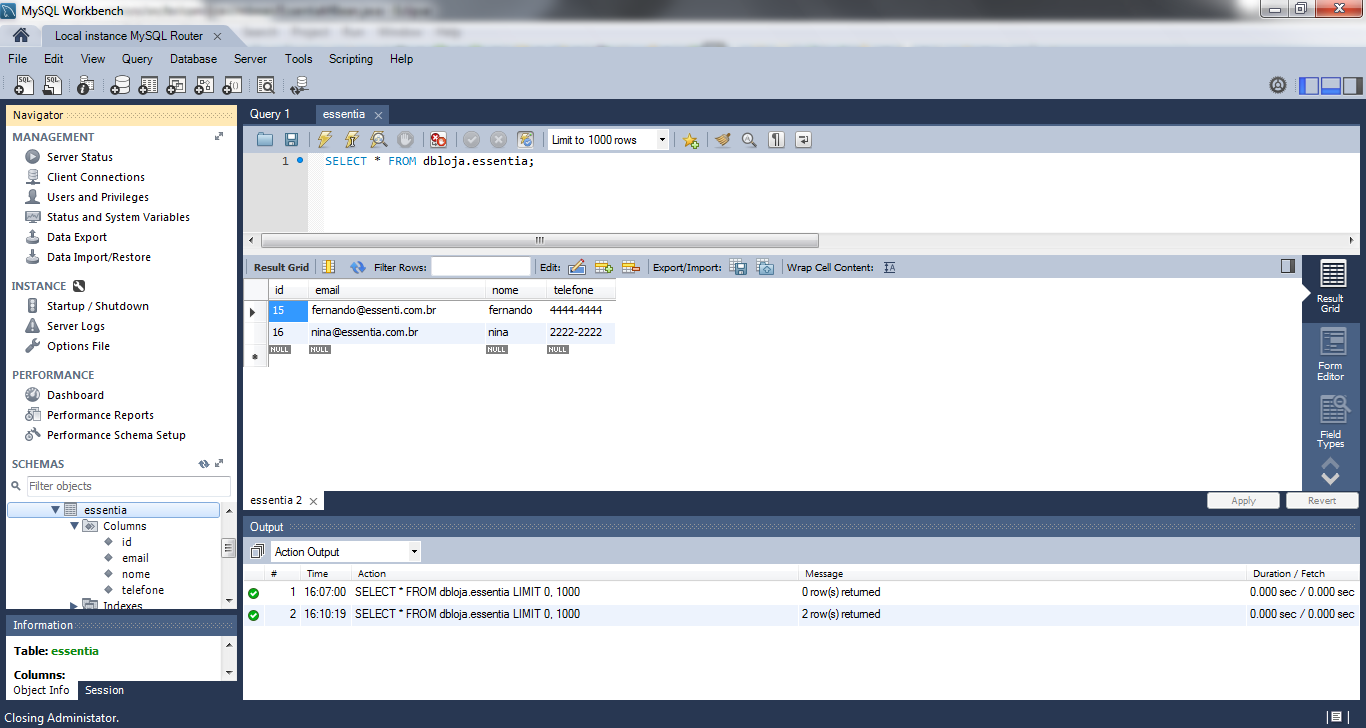 MySQL Workbench
Local instance MySQL Router
File Edit View Query Database Server Tools Scripting Help
Navigator
MANAGEMENT
Server Status
Client Connections
Users and Privileges
Status and System Variables
Data Export
Data Import/Restore
INSTANCE
Startup / Shutdown
Server Logs
Options File
PERFORMANCE
Dashboard
Performance Reports
Performance Schema Setup
SCHEMAS
Filter objects
essentia
Columns
id
email
nome
telefone
Indexes
Information
Table: essentia
Columns:
Object Info Session
Query 1 essentia
Limit to 1000 rows
1 SELECT * FROM dbloja.essentia;
Result Grid Filter Rows: Edit: Export/Import: Wrap Cell Content:
id email nome telefone
15 fernando@essenti.com.br fernando 4444-4444
16 nina@essentia.com.br nina 2222-2222
NULL NULL NULL NULL
Result
Grid
Form
Editor
Field
Types
essentia 2 Apply Revert
Output
Action Output
# Time Action Message Duration / Fetch
1 16:07:00 SELECT * FROM dbloja.essentia LIMIT 0, 1000 0 row(s) returned 0.000 sec / 0.000 sec
2 16:10:19 SELECT * FROM dbloja.essentia LIMIT 0, 1000 2 row(s) returned 0.000 sec / 0.000 sec
Closing Administator.